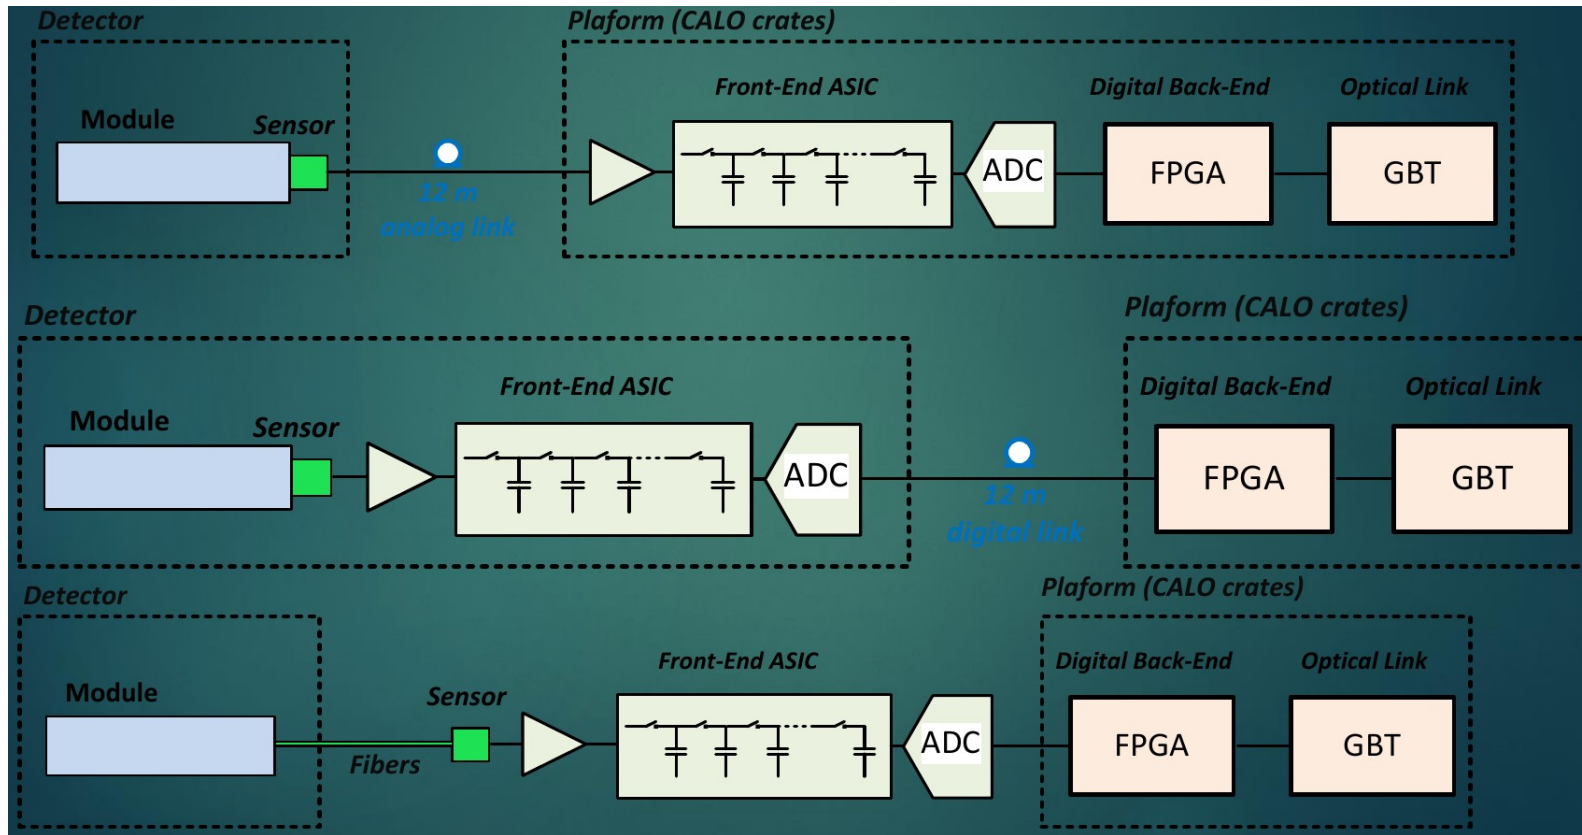 Detector
Plaform (CALO crates)
Front-End ASIC
Digital Back-End
Optical Link
Module
Sensor
12 m
analog link
ADC
FPGA
GBT
Detector
Plaform (CALO crates)
Front-End ASIC
Digital Back-End
Optical Link
Module
Sensor
ADC
12 m
digital link
FPGA
GBT
Detector
Plaform (CALO crates)
Front-End ASIC
Digital Back-End
Optical Link
Module
Sensor
Fibers
ADC
FPGA
GBT